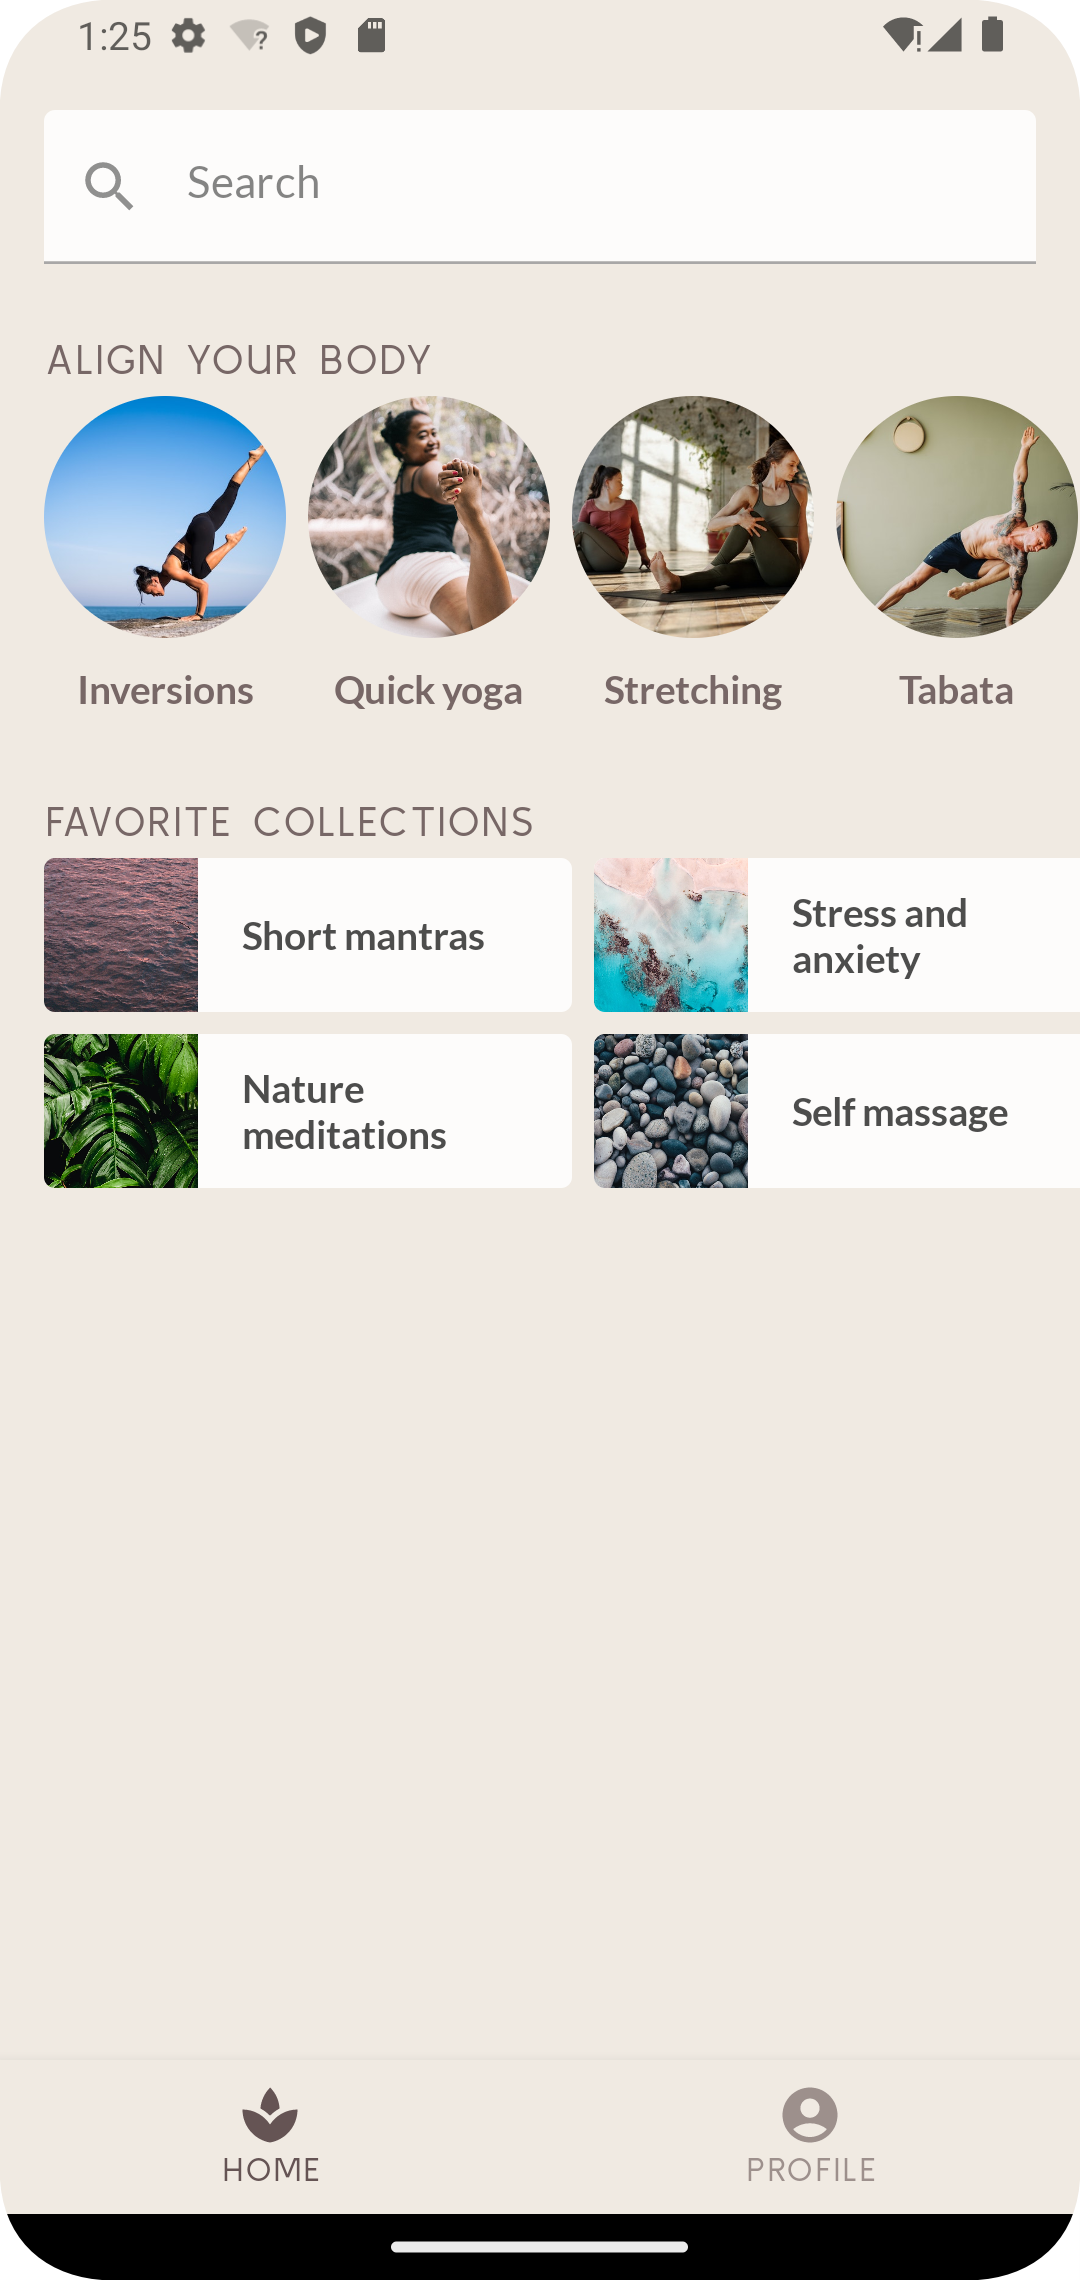 1:25
Search
ALIGN YOUR BODY
Inversions
Quick yoga
Stretching
Tabata
FAVORITE COLLECTIONS
Short mantras
Stress and
anxiety
Nature
meditations
Self massage
HOME
PROFILE